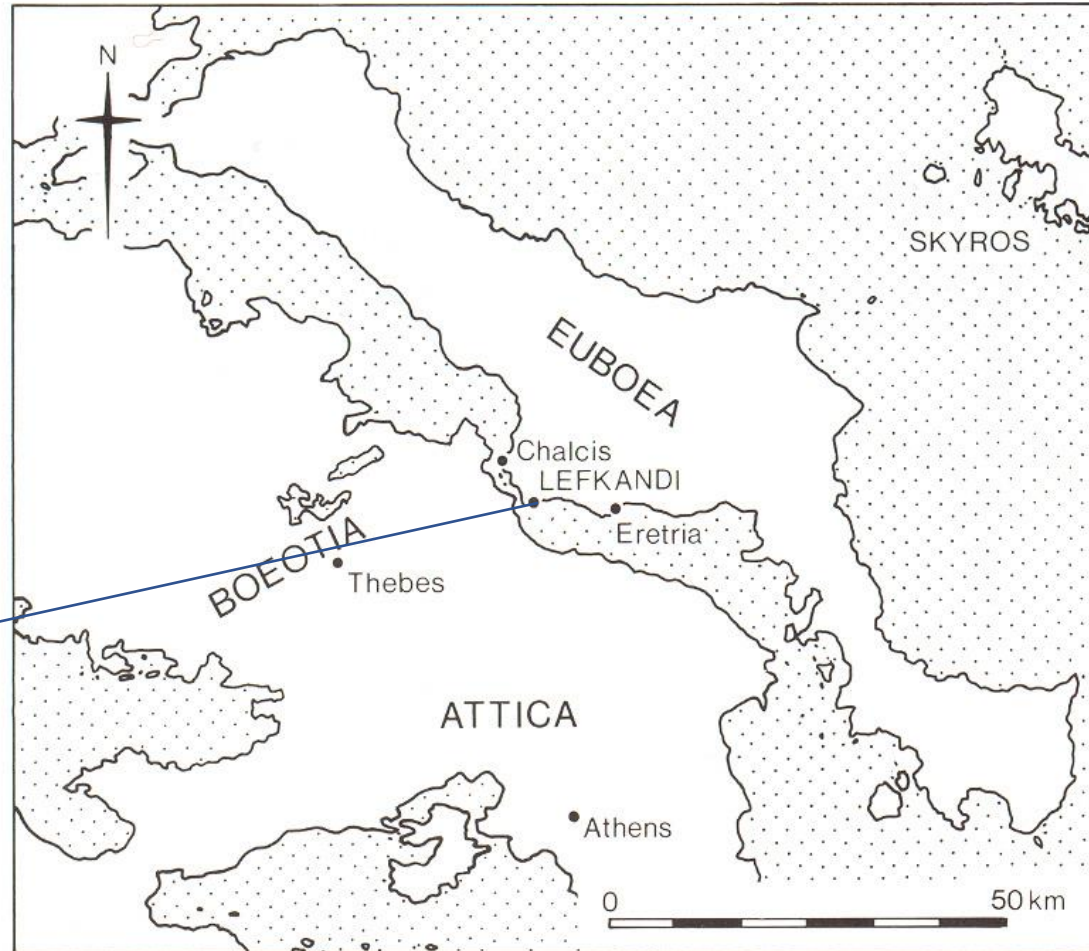 N
SKYROS
EUBOEA
Chalcis
LEFKANDI
Eretria
BOEOTIA
Thebes
ATTICA
Athens
0 50 km